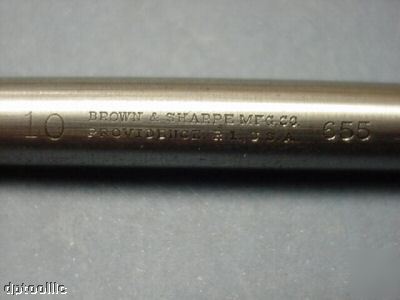 10 BROWN & SHARPE MFG. CO. 655
PROVIDENCE R.I. U.S.A.
dptoolllc